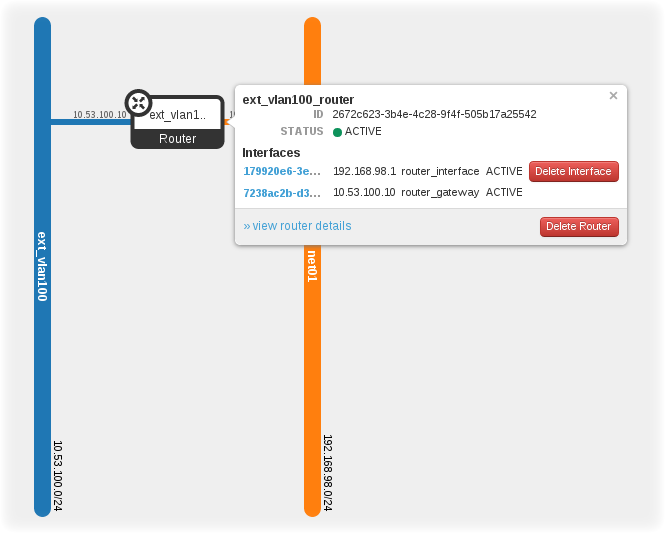 ext_vlan100
10.53.100.0/24
10.53.100.10
ext_vlan1..
Router
ext_vlan100_router
×
ID 2672c623-3b4e-4c28-9f4f-505b17a25542
STATUS ACTIVE
Interfaces
179920e6-3e... 192.168.98.1 router_interface ACTIVE Delete Interface
7238ac2b-d3... 10.53.100.10 router_gateway ACTIVE
» view router details Delete Router
net01
192.168.98.0/24